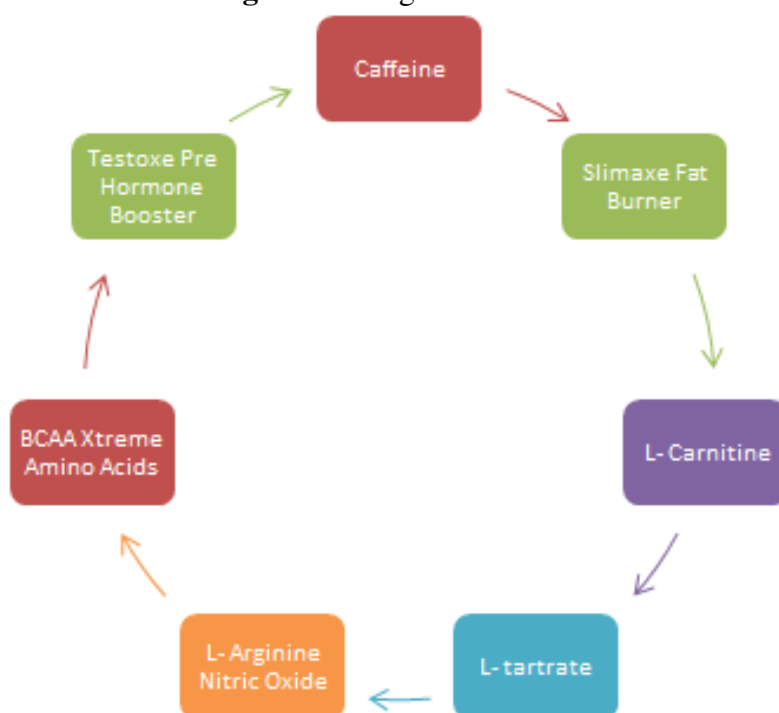 Caffeine
Slimaxe Fat
Burner
L- Carnitine
L- tartrate
L- Arginine
Nitric Oxide
BCAA Xtreme
Amino Acids
Testoxe Pre
Hormone
Booster